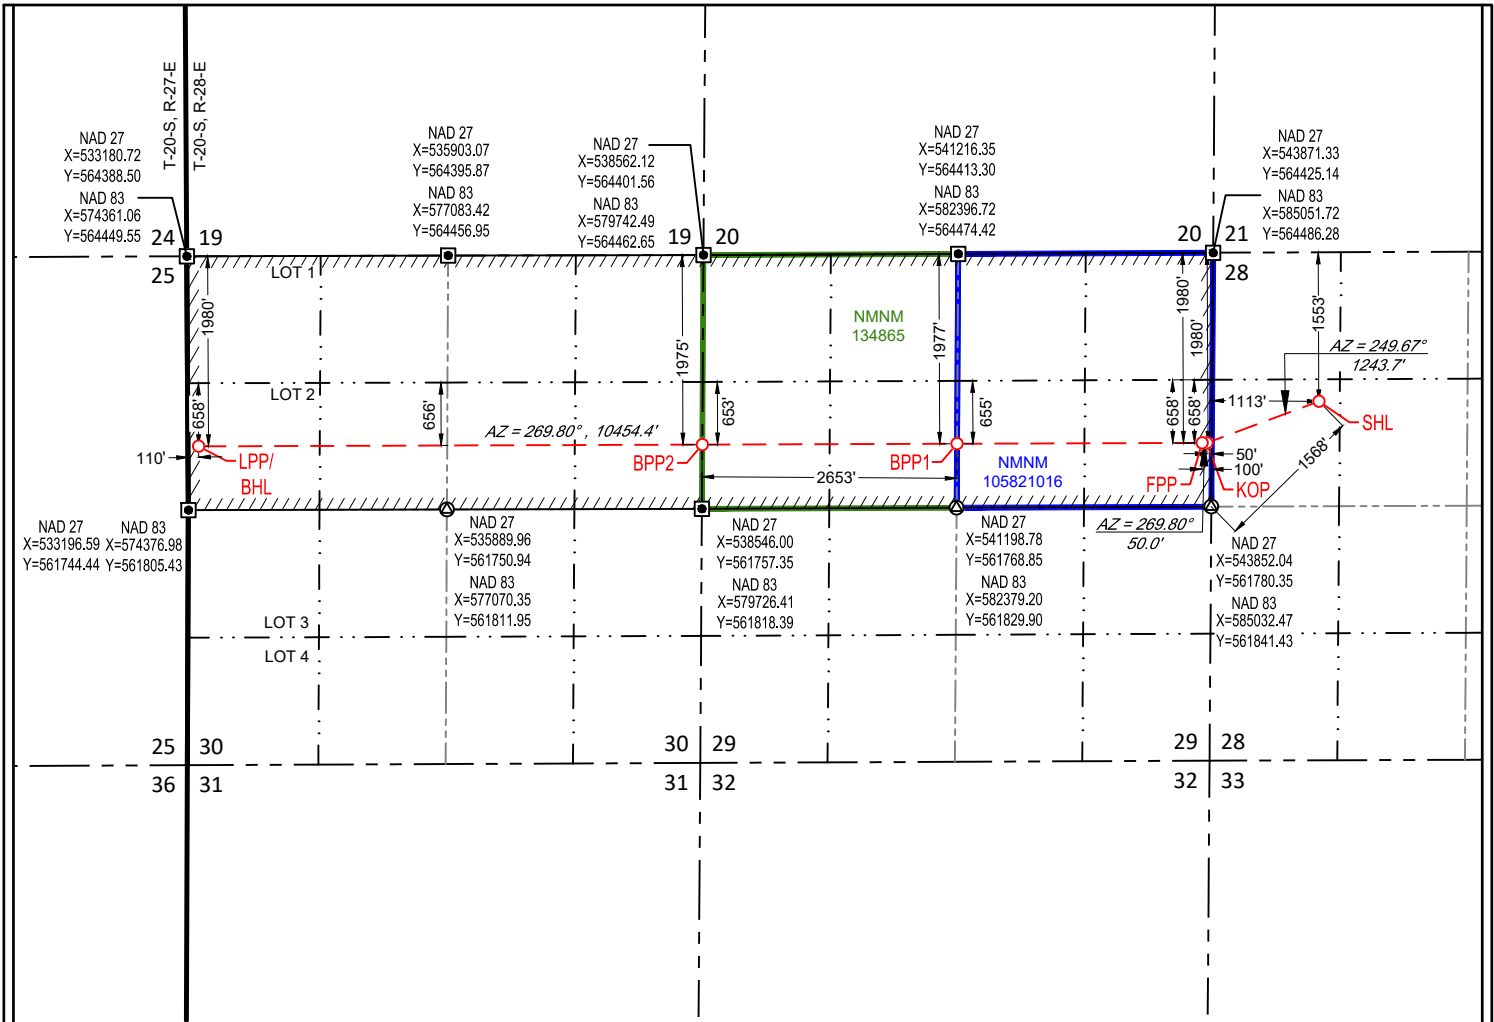 T-20-S, R-27-E
T-20-S, R-28-E
NAD 27
X=533180.72
Y=564388.50
NAD 83
X=574361.06
Y=564449.55
NAD 27
X=535903.07
Y=564395.87
NAD 83
X=577083.42
Y=564456.95
NAD 27
X=538562.12
Y=564401.56
NAD 83
X=579742.49
Y=564462.65
NAD 27
X=541216.35
Y=564413.30
NAD 83
X=582396.72
Y=564474.42
NAD 27
X=543871.33
Y=564425.14
NAD 83
X=585051.72
Y=564486.28
24 19
25
19 20
20 21
28
LOT 1
1980'
1975'
NMNM
134865
1977'
1980'
1980'
1553'
AZ = 249.67°
1243.7'
LOT 2
658'
656'
653'
655'
658'
658'
1113'
SHL
AZ = 269.80° , 10454.4'
110'
LPP/
BHL
BPP2
BPP1
2653'
NMNM
105821016
FPP
KOP
50'
100'
1568'
AZ = 269.80°
50.0'
NAD 27
X=533196.59
Y=561744.44
NAD 83
X=574376.98
Y=561805.43
NAD 27
X=535889.96
Y=561750.94
NAD 83
X=577070.35
Y=561811.95
NAD 27
X=538546.00
Y=561757.35
NAD 83
X=579726.41
Y=561818.39
NAD 27
X=541198.78
Y=561768.85
NAD 83
X=582379.20
Y=561829.90
NAD 27
X=543852.04
Y=561780.35
NAD 83
X=585032.47
Y=561841.43
LOT 3
LOT 4
25 30
36 31
30 29
31 32
29 28
32 33